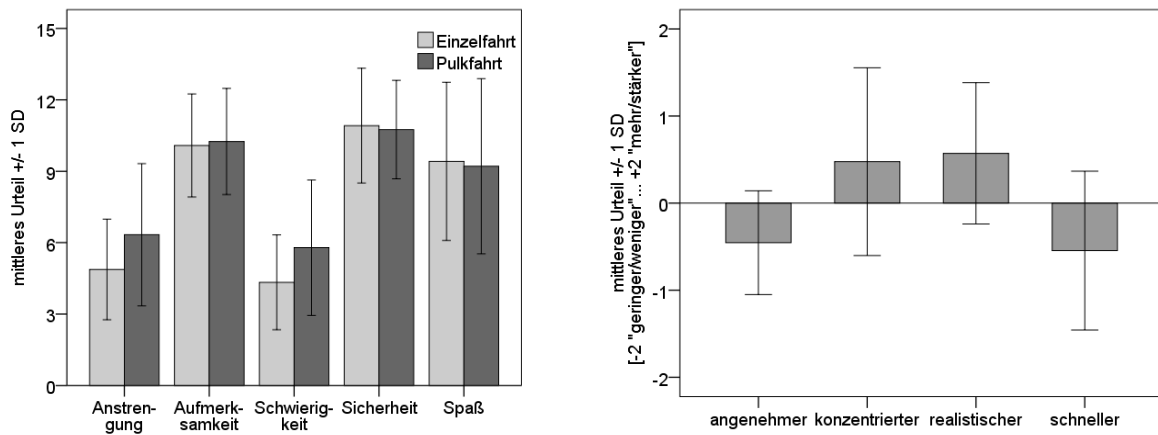 15
12
9
6
3
0
mittleres Urteil +/- 1 SD
Einzelfahrt
Pulkfahrt
Anstren-
gung
Aufmerk-
samkeit
Schwierig-
keit
Sicherheit
Spaß
2
1
0
-1
-2
mittleres Urteil +/- 1 SD
[-2 "geringer/weniger"... +2 "mehr/stärker"]
angenehmer
konzentrierter
realistischer
schneller